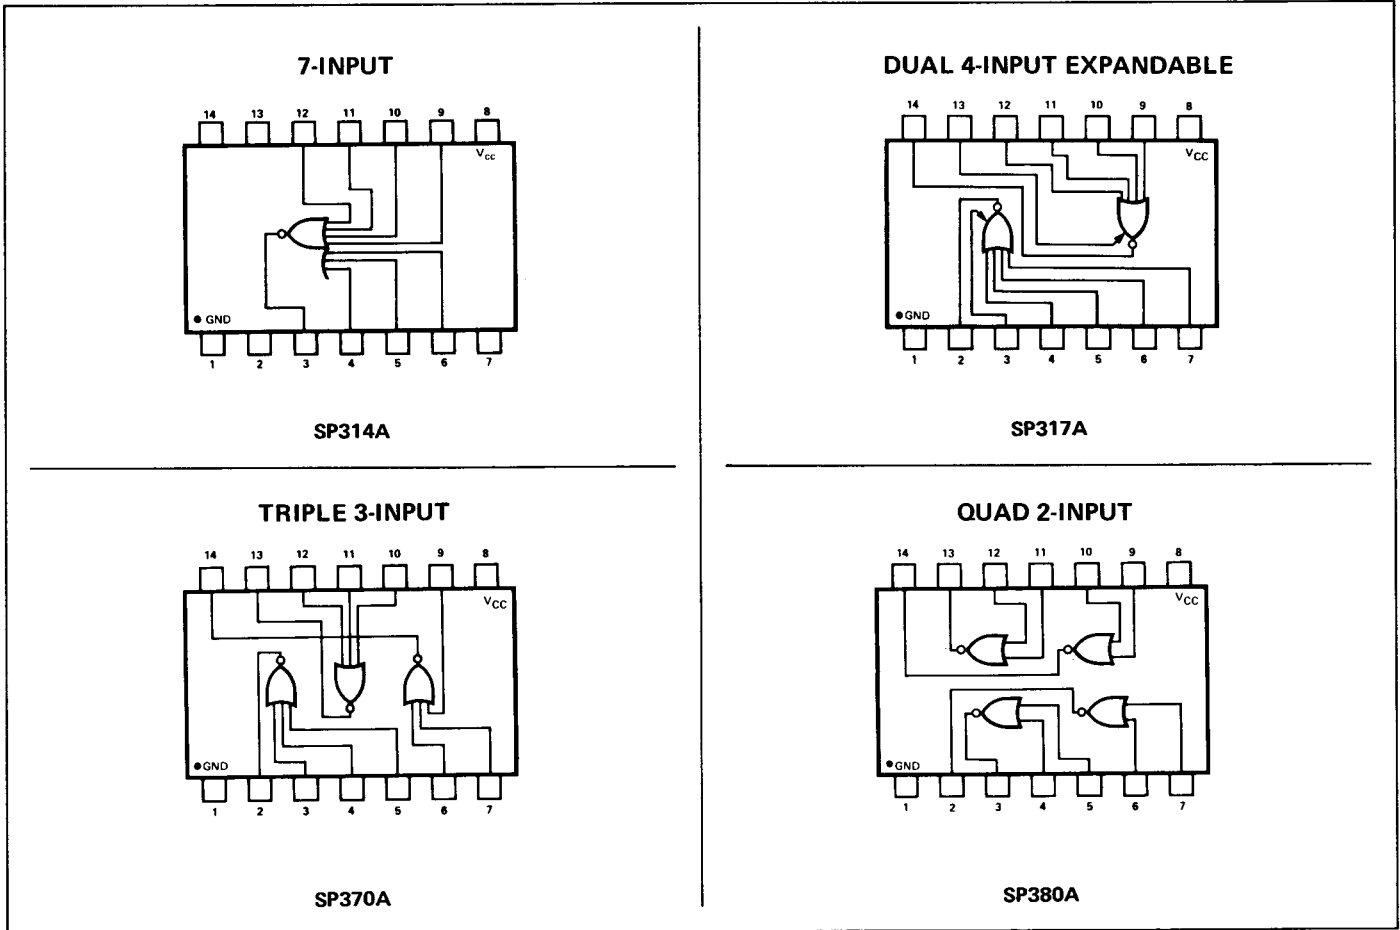 7-INPUT
14 13 12 11 10 9 8
Vcc
GND
1 2 3 4 5 6 7
SP314A
DUAL 4-INPUT EXPANDABLE
14 13 12 11 10 9 8
VCC
GND
1 2 3 4 5 6 7
SP317A
TRIPLE 3-INPUT
14 13 12 11 10 9 8
VCC
GND
1 2 3 4 5 6 7
SP370A
QUAD 2-INPUT
14 13 12 11 10 9 8
VCC
GND
1 2 3 4 5 6 7
SP380A